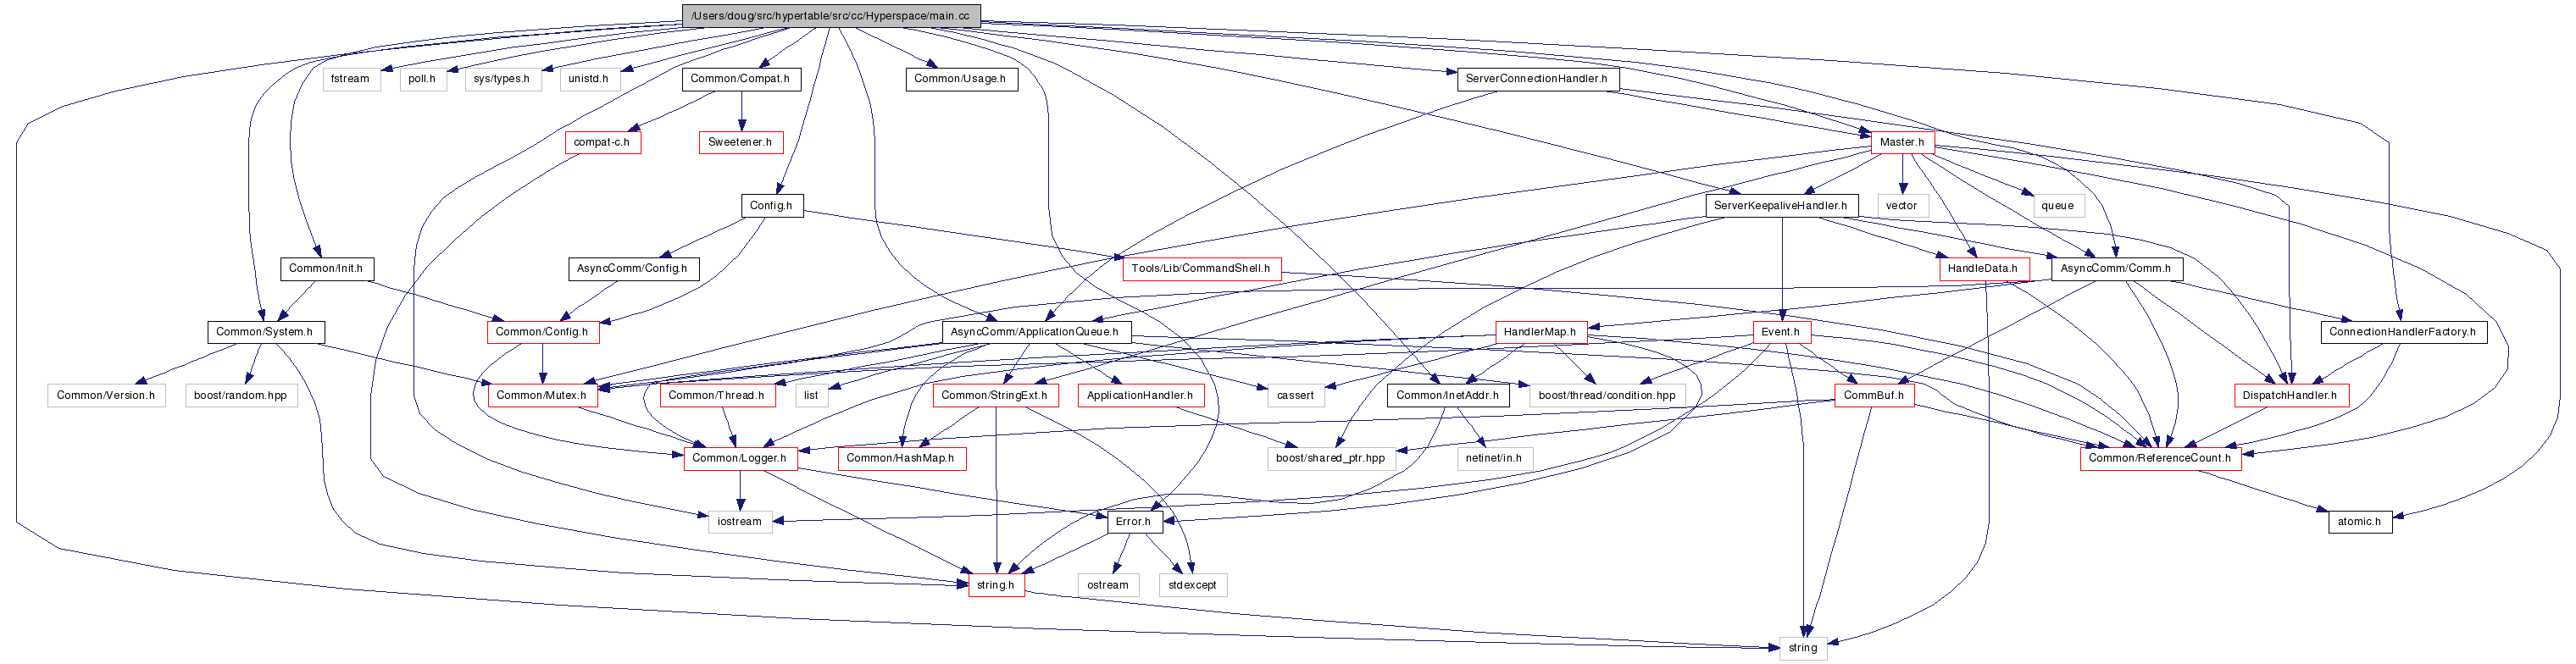 /Users/doug/src/hypertable/src/cc/Hyperspace/main.cc
fstream
poll.h
sys/types.h
unistd.h
Common/Compat.h
Common/Usage.h
ServerConnectionHandler.h
compat-c.h
Sweetener.h
Master.h
Config.h
ServerKeepaliveHandler.h
vector
queue
Common/Init.h
AsyncComm/Config.h
Tools/Lib/CommandShell.h
HandleData.h
AsyncComm/Comm.h
Common/System.h
Common/Config.h
AsyncComm/ApplicationQueue.h
HandlerMap.h
Event.h
ConnectionHandlerFactory.h
Common/Version.h
boost/random.hpp
Common/Mutex.h
Common/Thread.h
list
Common/StringExt.h
ApplicationHandler.h
cassert
Common/InetAddr.h
boost/thread/condition.hpp
CommBuf.h
DispatchHandler.h
Common/Logger.h
Common/HashMap.h
boost/shared_ptr.hpp
netinet/in.h
Common/ReferenceCount.h
iostream
Error.h
atomic.h
string.h
ostream
stdexcept
string